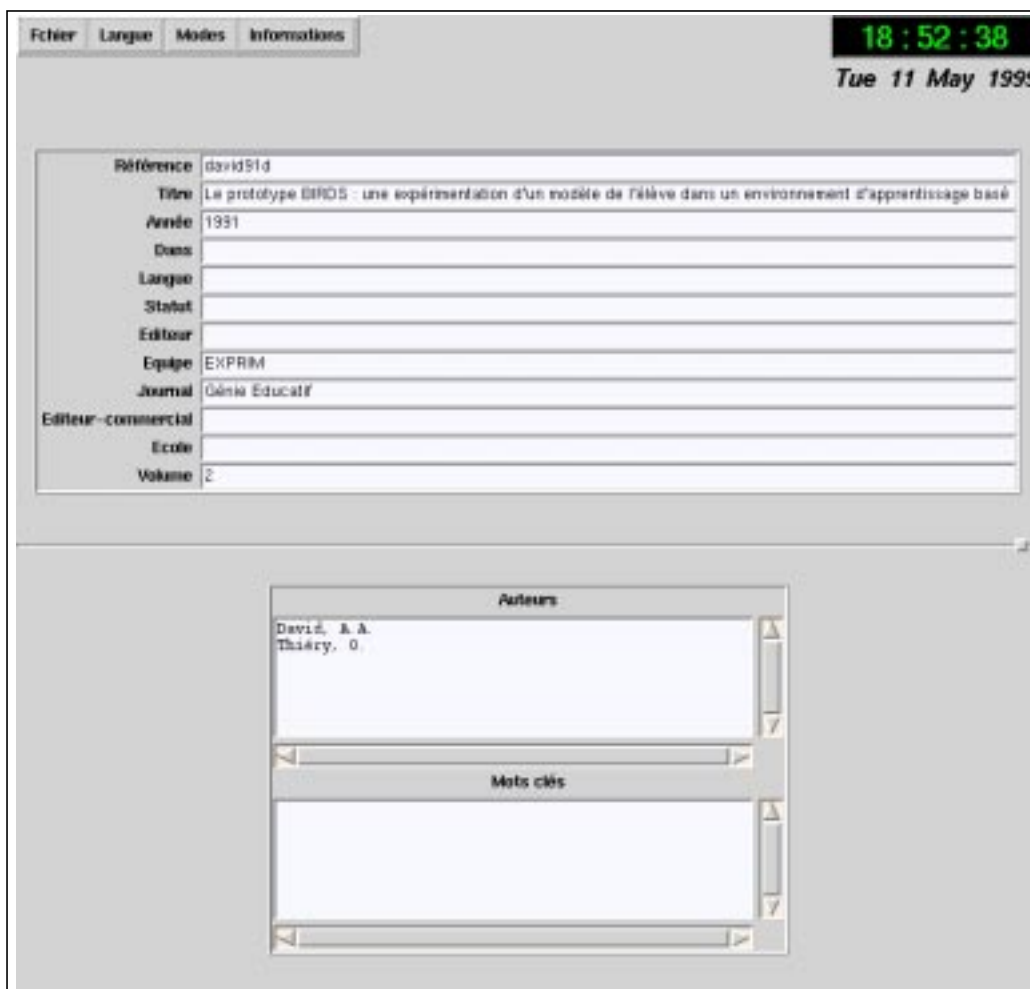 Fchier Langue Modes Informations
18:52:38
Tue 11 May 1999
Référence david91d
Titre Le prototype BIRDS : une expérimentation d'un modèle de l'élève dans un environnement d'apprentissage basé
Année 1991
Dans
Langue
Statut
Editeur
Equipe EXPRIM
Journal Génie Educatif
Editeur-commercial
Ecole
Volume 2
Auteurs
David, A.A.
Thiéry, O.
Mots clés